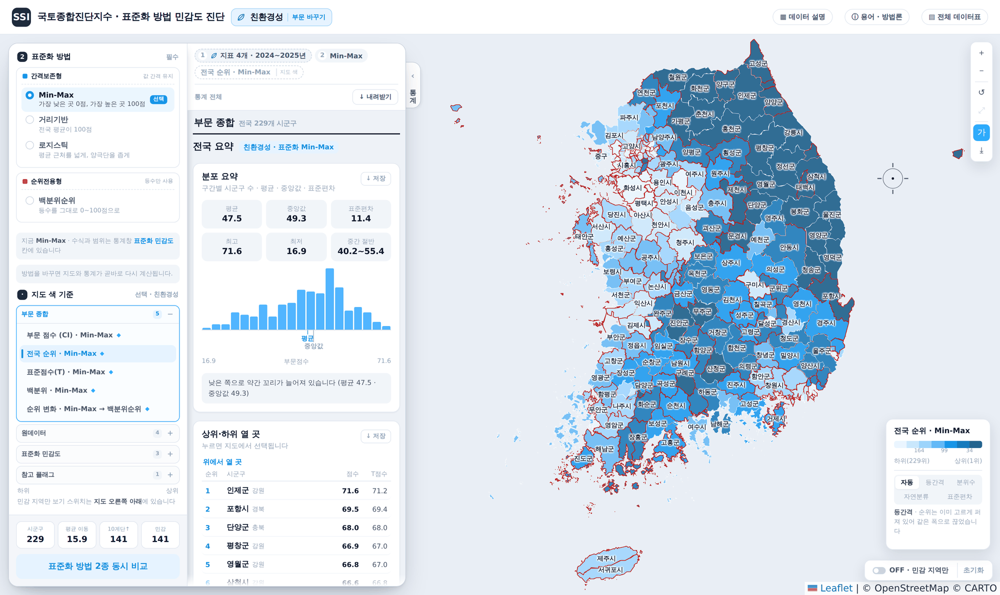 SSI 국토종합진단지수 · 표준화 방법 민감도 진단 친환경성 부문 바꾸기
▦ 데이터 설명 ⓘ 용어 · 방법론 ▤ 전체 데이터표
2 표준화 방법 필수
간격보존형 값 간격 유지
Min-Max
가장 낮은 곳 0점, 가장 높은 곳 100점 선택
거리기반
전국 평균이 100점
로지스틱
평균 근처를 넓게, 양극단을 좁게
순위전용형 등수만 사용
백분위순위
등수를 그대로 0~100점으로
지금 Min-Max · 수식과 범위는 통계창 표준화 민감도
칸에 있습니다
방법을 바꾸면 지도와 통계가 곧바로 다시 계산됩니다.
· 지도 색 기준 선택 · 친환경성
부문 종합 5 −
부문 점수 (CI) · Min-Max ◆
전국 순위 · Min-Max ◆
표준점수(T) · Min-Max ◆
백분위 · Min-Max ◆
순위 변화 · Min-Max → 백분위순위 ◆
원데이터 4 +
표준화 민감도 3 +
참고 플래그 1 +
하위 상위
민감 지역만 보기 스위치는 지도 오른쪽 아래에 있습니다
시군구 평균 이동 10계단↑ 민감
229 15.9 141 141
표준화 방법 2종 동시 비교
1 지표 4개 · 2024~2025년 2 Min-Max
전국 순위 · Min-Max 지도 색
통계 전체 ↓ 내려받기
부문 종합 전국 229개 시군구
전국 요약 친환경성 · 표준화 Min-Max
분포 요약 ↓ 저장
구간별 시군구 수 · 평균 · 중앙값 · 표준편차
평균 중앙값 표준편차
47.5 49.3 11.4
최고 최저 중간 절반
71.6 16.9 40.2~55.4
평균
중앙값
16.9 부문점수 71.6
낮은 쪽으로 약간 꼬리가 늘어져 있습니다 (평균 47.5 ·
중앙값 49.3)
상위·하위 열 곳 ↓ 저장
누르면 지도에서 선택됩니다
위에서 열 곳
순위 시군구 점수 T점수
1 인제군 강원 71.6 71.2
2 포항시 경북 69.5 69.4
3 단양군 충북 68.0 68.0
4 평창군 강원 66.9 67.0
5 영월군 강원 66.8 67.0
6 삼척시 강원 66.6 66.8
‹
통
계
고성군
철원군
양구군
화천군
연천군
인제군
양양군
포천시
춘천시
파주시
가평군
홍천군
강릉시
김포시
남양주시
고양시
평창군
양평군
횡성군
중구
시흥시
광주시
정선군
여주시
원주시
삼척시
용인시
영월군
화성시
제천시
태백시
이천시
평택시
안성시
충주시
단양군
음성군
봉화군
당진시
아산시
울진군
영주시
천안시
서산시
괴산군
태안군
예산군
문경시
영양군
예천군
청주시
홍성군
안동시
공주시
보은군
영덕군
상주시
보령시
옥천군
의성군
청송군
부여군
논산시
구미시
군위군
영동군
서천군
금산군
포항시
김천시
익산시
칠곡군
영천시
완주군
무주군
성주군
김제시
진안군
달성군
경산시
경주시
거창군
고령군
부안군
장수군
청도군
정읍시
임실군
함양군
합천군
울주군
창녕군
밀양시
고창군
순창군
남원시
의령군
양산시
산청군
장성군
구례군
영광군
함안군
담양군
곡성군
진주시
창원시
함평군
하동군
나주시
화순군
순천시
고성군
무안군
거제시
영암군
보성군
여수시
남해군
장흥군
고흥군
해남군
진도군
제주시
서귀포시
+
−
↺
⤢
가
⤓
전국 순위 · Min-Max
164 99 34
하위(229위) 상위(1위)
자동 등간격 분위수
자연분류 표준편차
등간격 · 순위는 이미 고르게 퍼
져 있어 같은 폭으로 끊었습니
다
OFF · 민감 지역만 초기화
Leaflet | © OpenStreetMap © CARTO